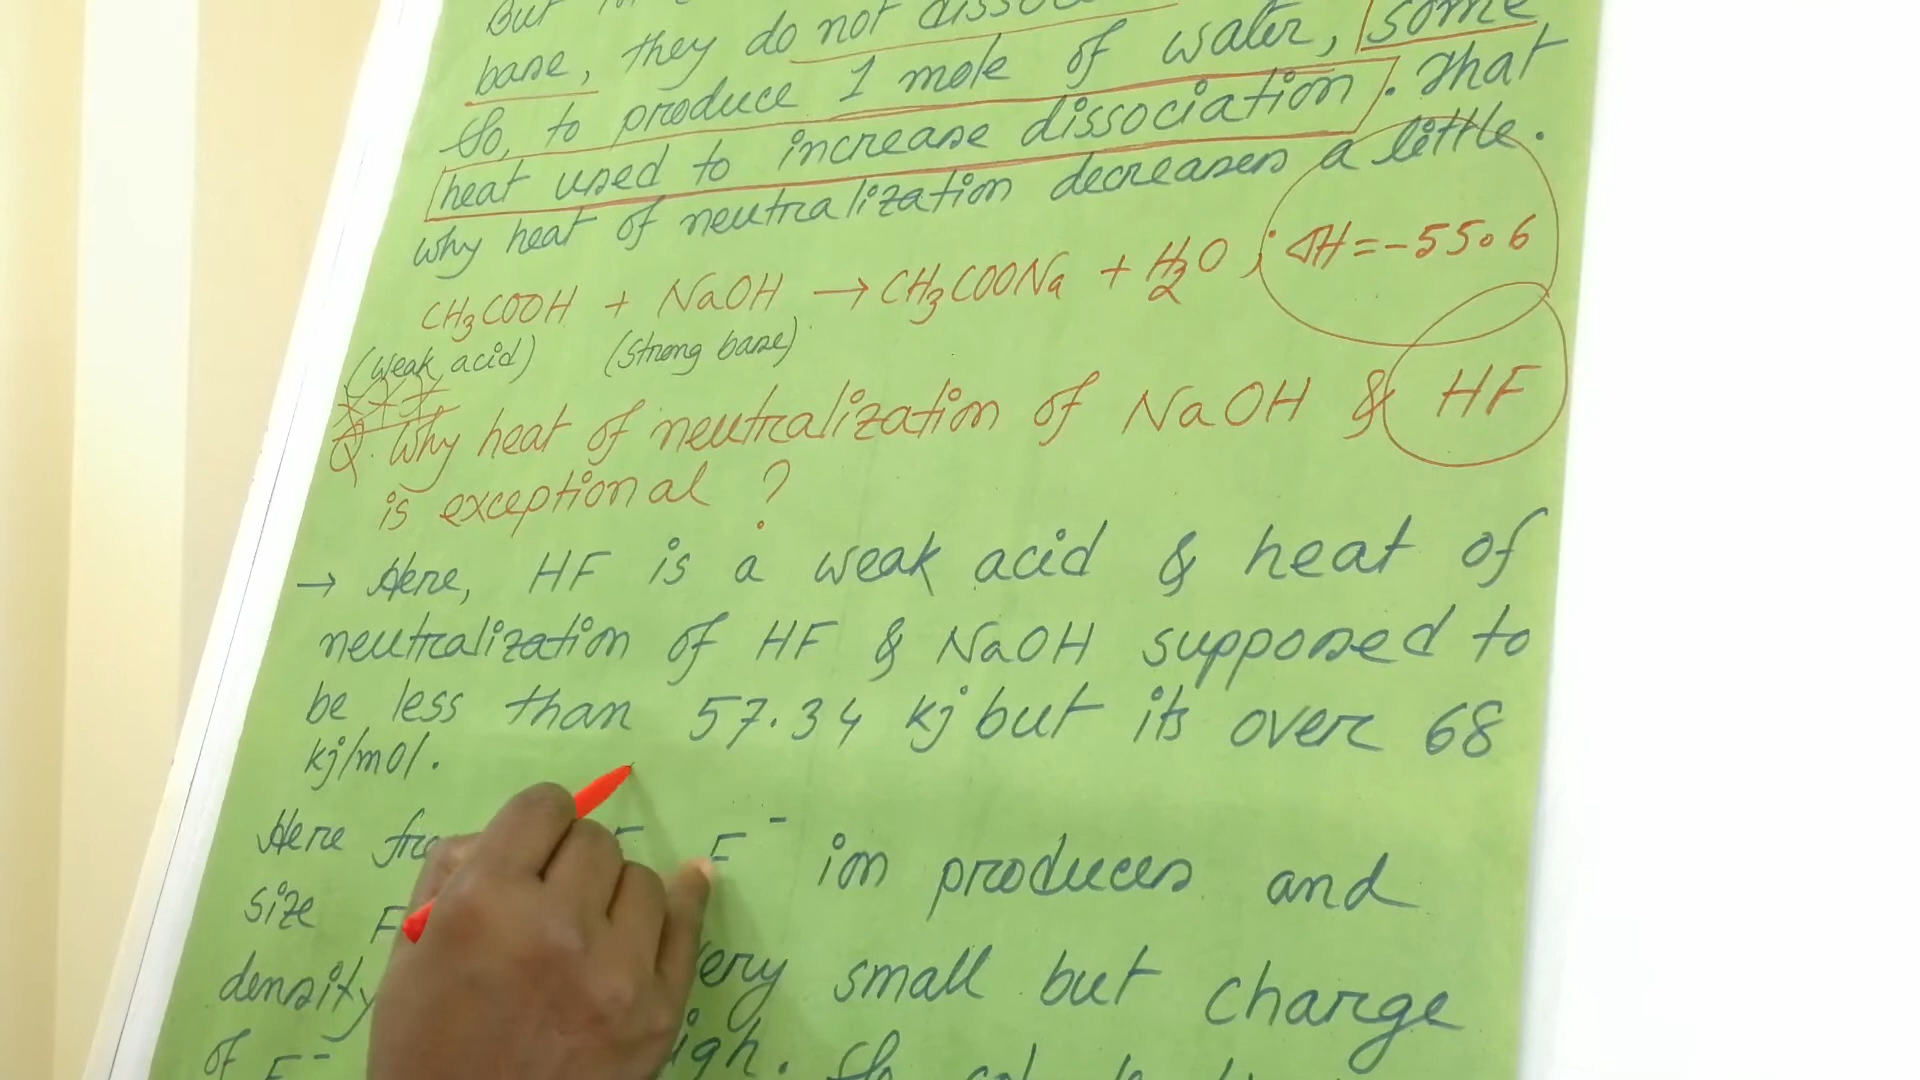 But
base, they do not
So, to produce 1 mole of water, some
heat used to increase dissociation. That
why heat of neutralization decreases a little.
CH3COOH + NaOH → CH3COONa + H2O ; ΔH = -55.6
(Weak acid) (Strong base)
Q. Why heat of neutralization of NaOH & HF
is exceptional ?
→ Here, HF is a weak acid & heat of
neutralization of HF & NaOH supposed to
be less than 57.34 kj but its over 68
kj/mol.
Here F⁻ ion produces and
size very small but charge
density
of F⁻ So